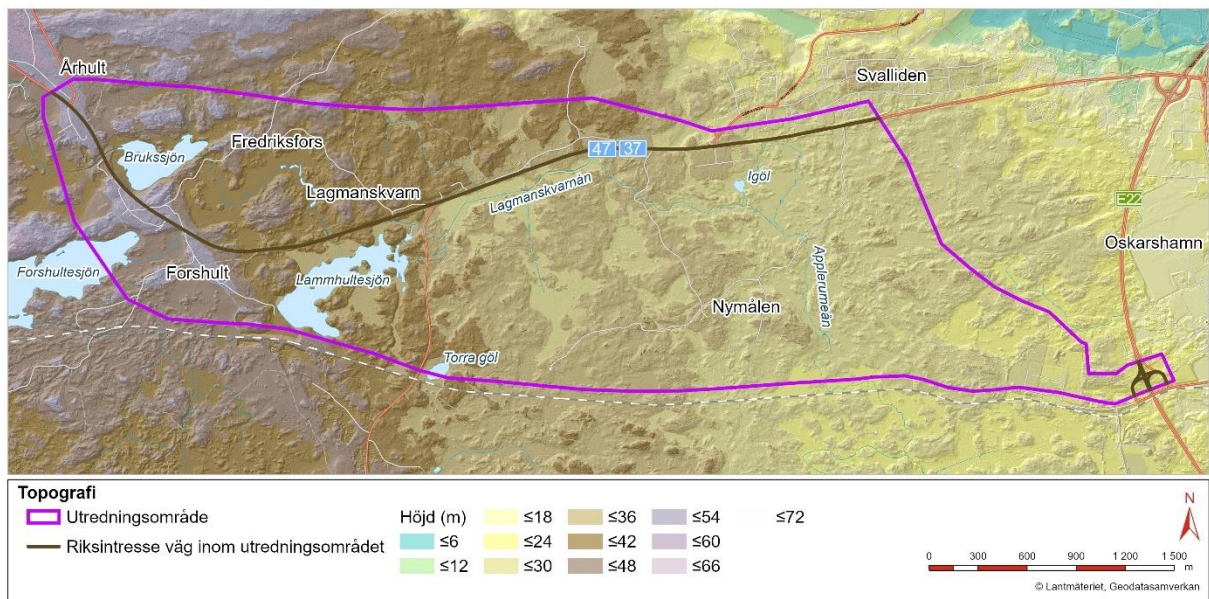 Århult
Svalliden
Fredriksfors
Brukssjön
47 37
Lagmanskvarn
Lagmanskvarnån
Igöl
E22
Oskarshamn
Forshultesjön
Forshult
Lammhultesjön
Applerumeån
Nymålen
Torra göl
Topografi
Utredningsområde
Riksintresse väg inom utredningsområdet
Höjd (m)
≤6
≤12
≤18
≤24
≤30
≤36
≤42
≤48
≤54
≤60
≤66
≤72
N
0 300 600 900 1 200 1 500
m
© Lantmäteriet, Geodatasamverkan